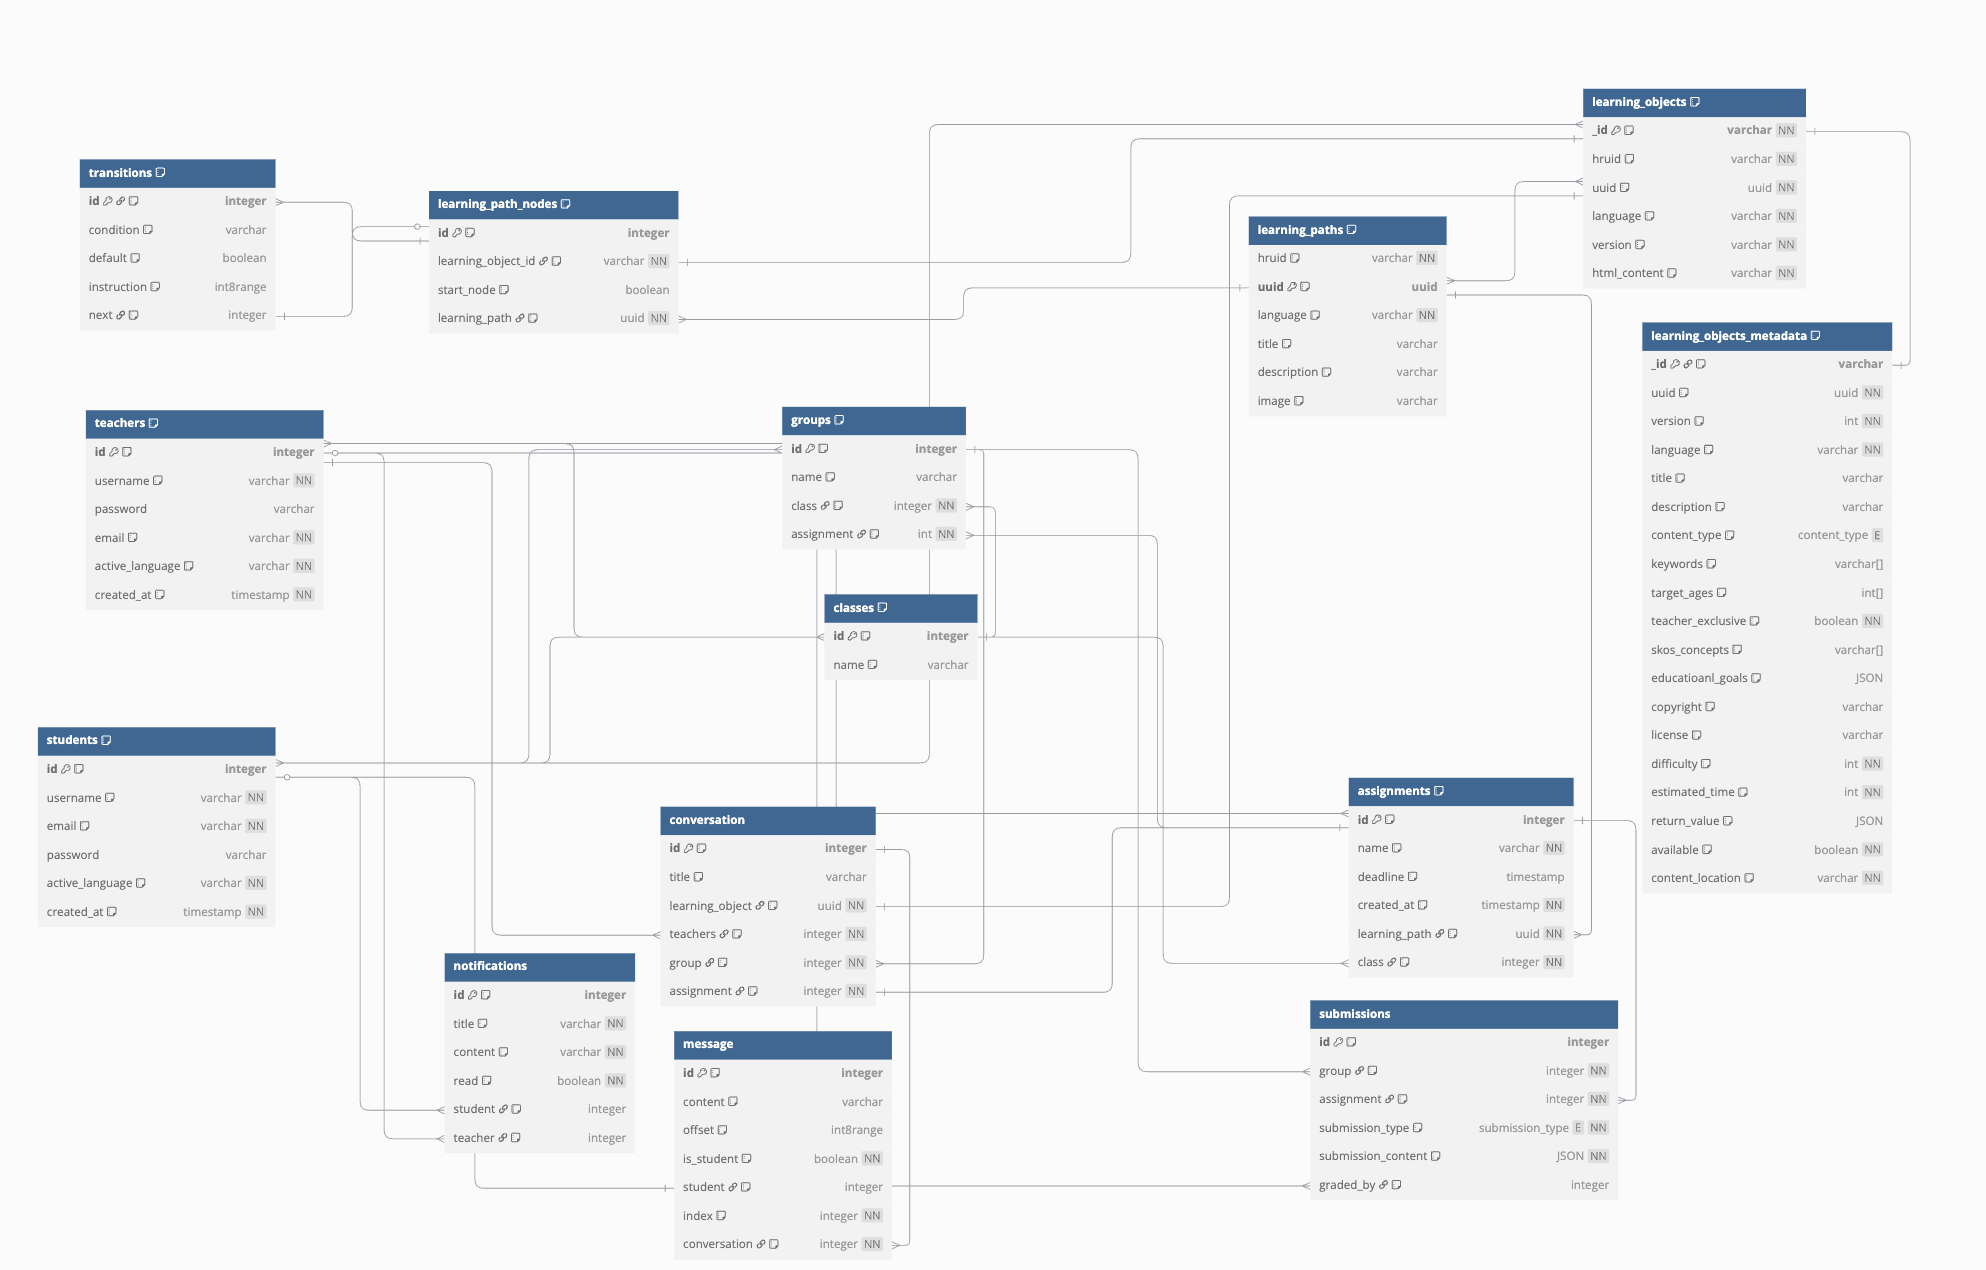 transitions
id integer
condition varchar
default boolean
instruction int8range
next integer
learning_path_nodes
id integer
learning_object_id varchar NN
start_node boolean
learning_path uuid NN
learning_objects
_id varchar NN
hruid varchar NN
uuid uuid NN
language varchar NN
version varchar NN
html_content varchar NN
learning_paths
hruid varchar NN
uuid uuid
language varchar NN
title varchar
description varchar
image varchar
learning_objects_metadata
_id varchar
uuid uuid NN
version int NN
language varchar NN
title varchar
description varchar
content_type content_type E
keywords varchar[]
target_ages int[]
teacher_exclusive boolean NN
skos_concepts varchar[]
educatioanl_goals JSON
copyright varchar
license varchar
difficulty int NN
estimated_time int NN
return_value JSON
available boolean NN
content_location varchar NN
teachers
id integer
username varchar NN
password varchar
email varchar NN
active_language varchar NN
created_at timestamp NN
groups
id integer
name varchar
class integer NN
assignment int NN
classes
id integer
name varchar
students
id integer
username varchar NN
email varchar NN
password varchar
active_language varchar NN
created_at timestamp NN
conversation
id integer
title varchar
learning_object uuid NN
teachers integer NN
group integer NN
assignment integer NN
assignments
id integer
name varchar NN
deadline timestamp
created_at timestamp NN
learning_path uuid NN
class integer NN
notifications
id integer
title varchar NN
content varchar NN
read boolean NN
student integer
teacher integer
message
id integer
content varchar
offset int8range
is_student boolean NN
student integer
index integer NN
conversation integer NN
submissions
id integer
group integer NN
assignment integer NN
submission_type submission_type E NN
submission_content JSON NN
graded_by integer